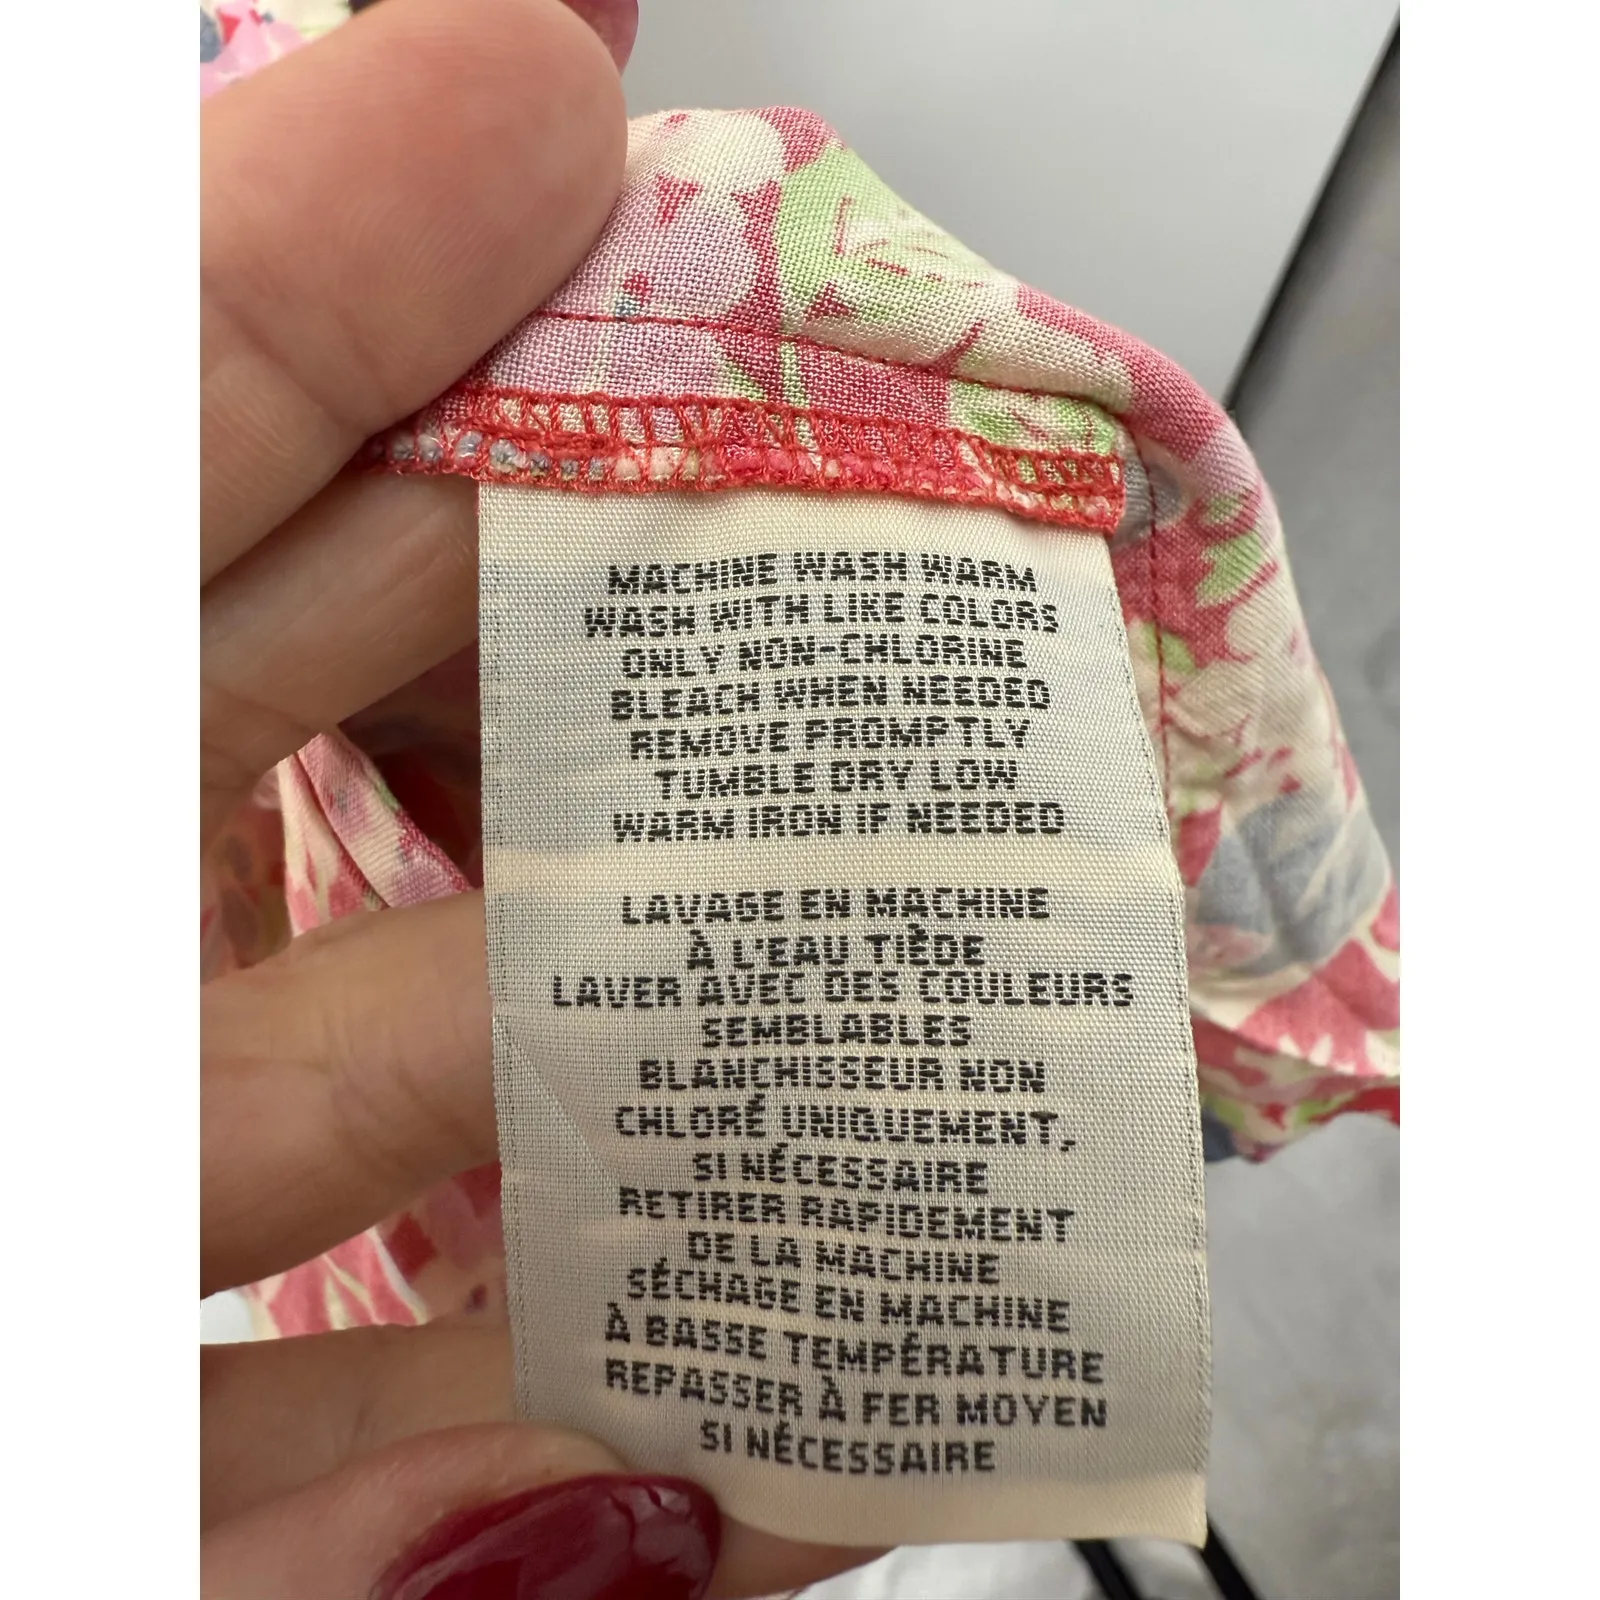 MACHINE WASH WARM
WASH WITH LIKE COLORS
ONLY NON-CHLORINE
BLEACH WHEN NEEDED
REMOVE PROMPTLY
TUMBLE DRY LOW
WARM IRON IF NEEDED
LAVAGE EN MACHINE
À L'EAU TIÈDE
LAVER AVEC DES COULEURS
SEMBLABLES
BLANCHISSEUR NON
CHLORÉ UNIQUEMENT,
SI NÉCESSAIRE
RETIRER RAPIDEMENT
DE LA MACHINE
SÉCHAGE EN MACHINE
À BASSE TEMPÉRATURE
REPASSER À FER MOYEN
SI NÉCESSAIRE